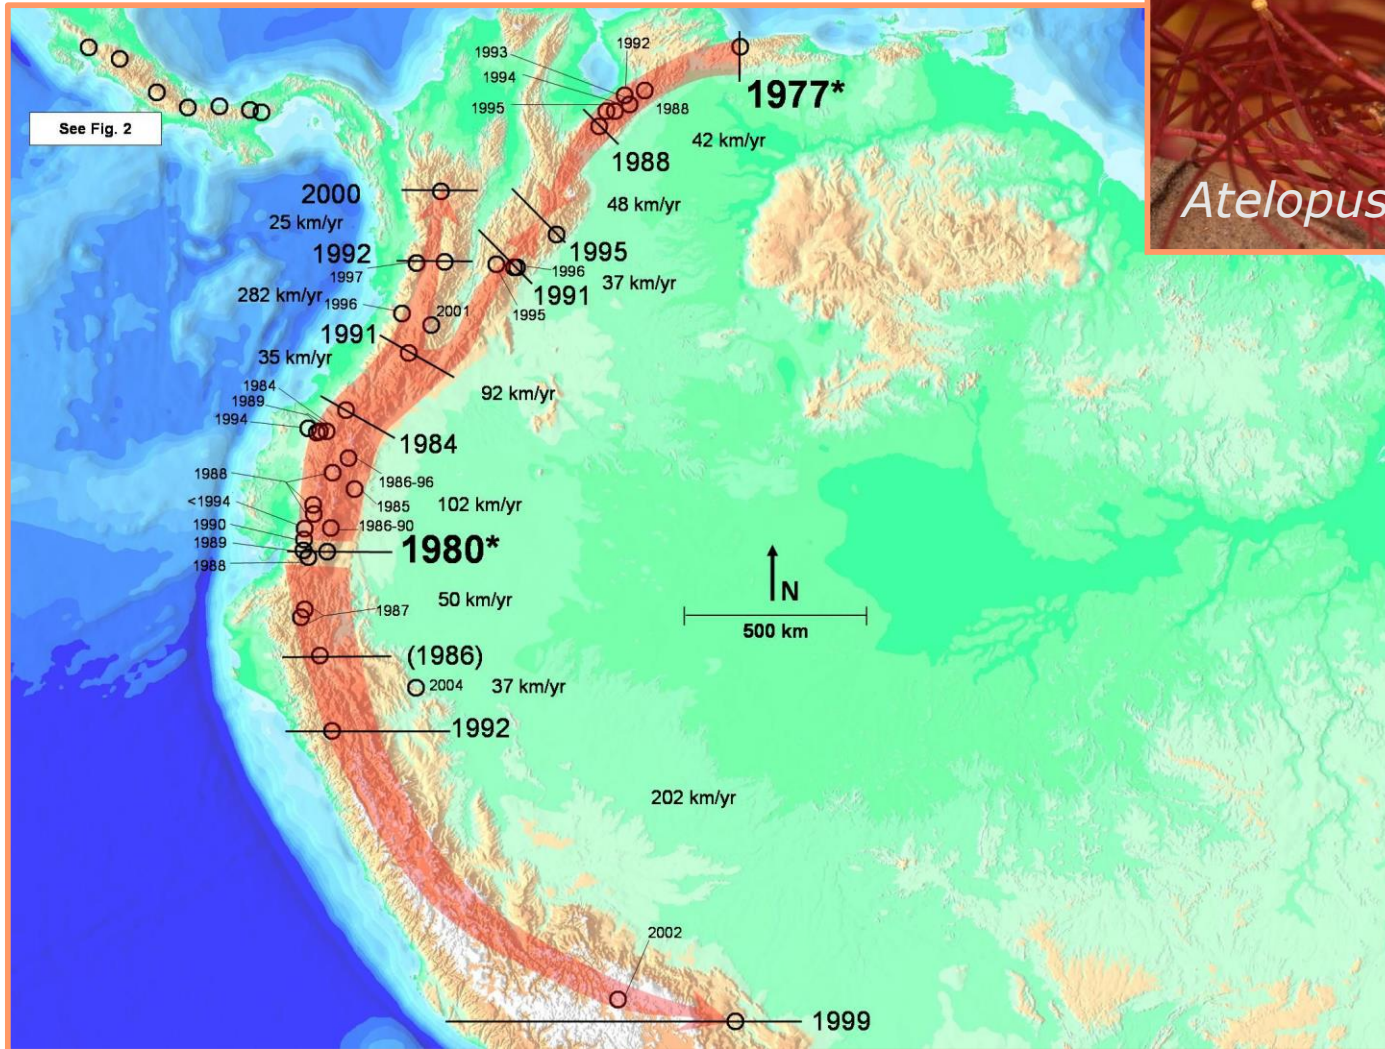 1992
1993
1994
1995
1977*
1988
See Fig. 2
42 km/yr
1988
2000
48 km/yr
25 km/yr
1992
1995
1997
1996
37 km/yr
1991
282 km/yr
1996
2001
1995
1991
35 km/yr
92 km/yr
1984
1989
1994
1984
1988
1986-96
1985
<1994
102 km/yr
1990
1986-90
1989
1980*
1988
N
50 km/yr
1987
500 km
(1986)
2004
37 km/yr
1992
202 km/yr
2002
1999
Atelopus